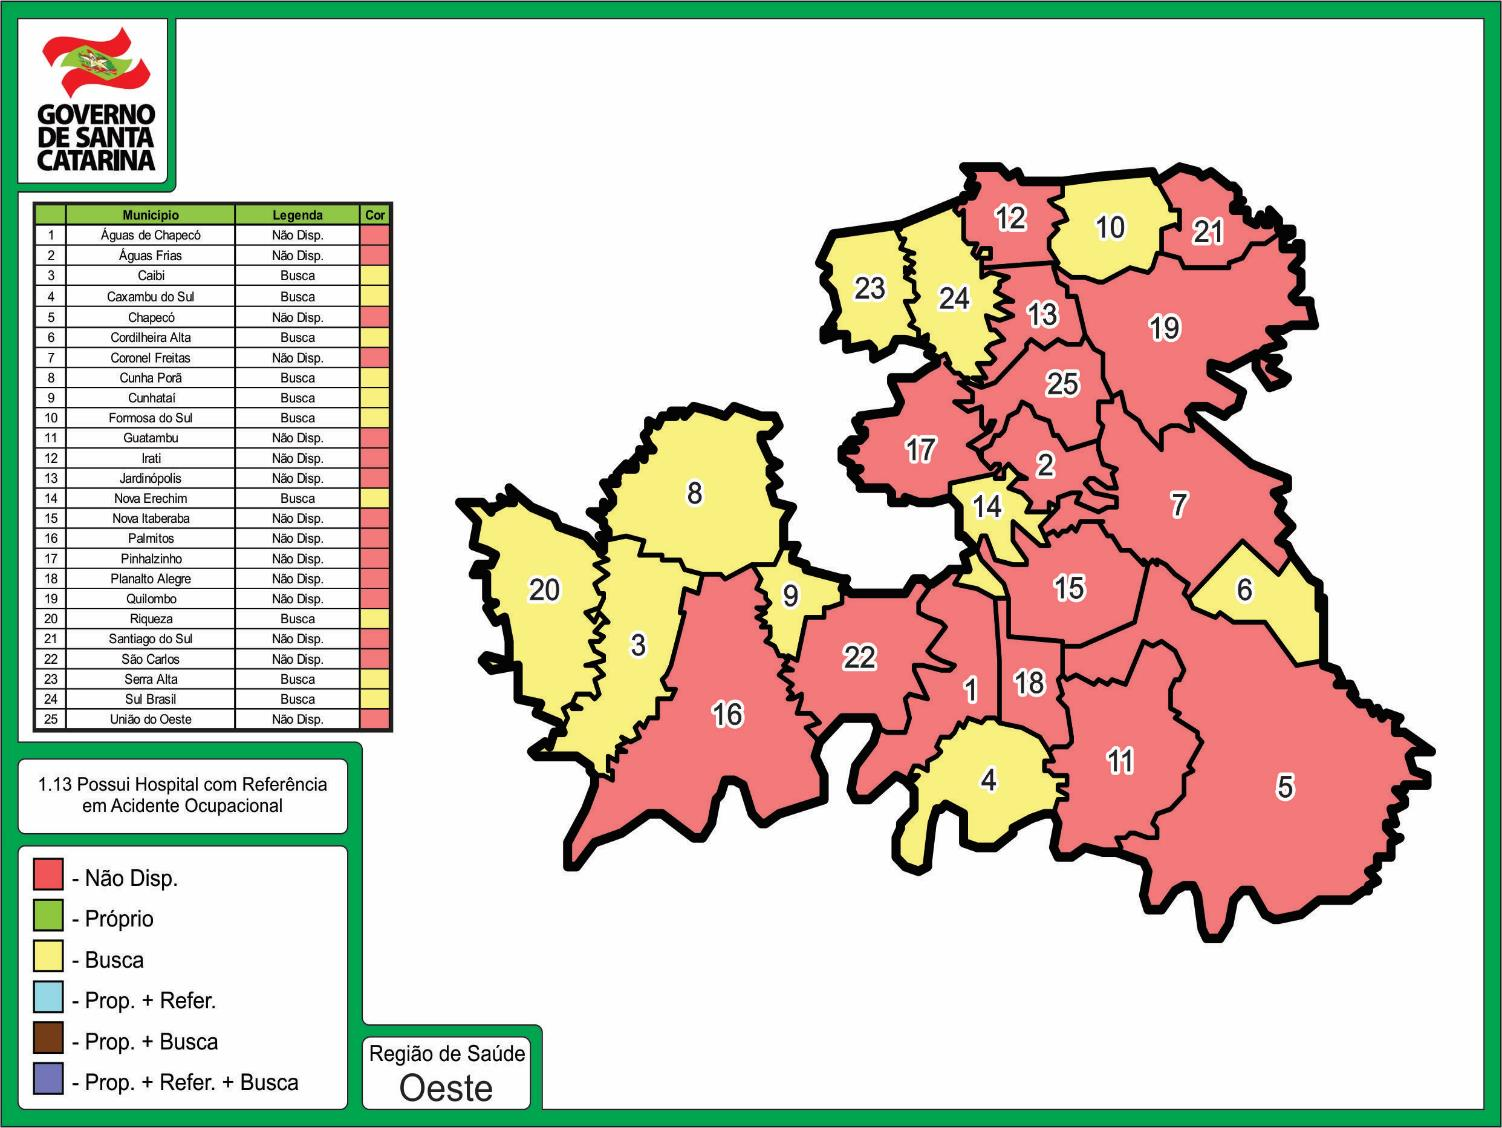 GOVERNO
DE SANTA
CATARINA
Município Legenda Cor
1 Águas de Chapecó Não Disp.
2 Águas Frias Não Disp.
3 Caibi Busca
4 Caxambu do Sul Busca
5 Chapecó Não Disp.
6 Cordilheira Alta Busca
7 Coronel Freitas Não Disp.
8 Cunha Porã Busca
9 Cunhataí Busca
10 Formosa do Sul Busca
11 Guatambu Não Disp.
12 Irati Não Disp.
13 Jardinópolis Não Disp.
14 Nova Erechim Busca
15 Nova Itaberaba Não Disp.
16 Palmitos Não Disp.
17 Pinhalzinho Não Disp.
18 Planalto Alegre Não Disp.
19 Quilombo Não Disp.
20 Riqueza Busca
21 Santiago do Sul Não Disp.
22 São Carlos Não Disp.
23 Serra Alta Busca
24 Sul Brasil Busca
25 União do Oeste Não Disp.
1.13 Possui Hospital com Referência
em Acidente Ocupacional
- Não Disp.
- Próprio
- Busca
- Prop. + Refer.
- Prop. + Busca
- Prop. + Refer. + Busca
Região de Saúde
Oeste
12
10
21
23
24
13
19
25
17
2
8
14
7
20
9
15
6
3
22
1
18
16
4
11
5